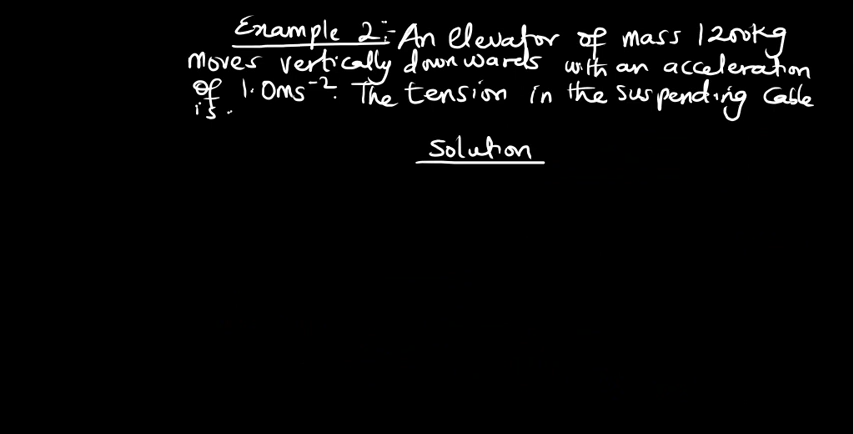 Example 2:- An elevator of mass 1200kg
moves vertically downwards with an acceleration
of 1.0ms⁻². The tension in the suspending cable
is..
Solution